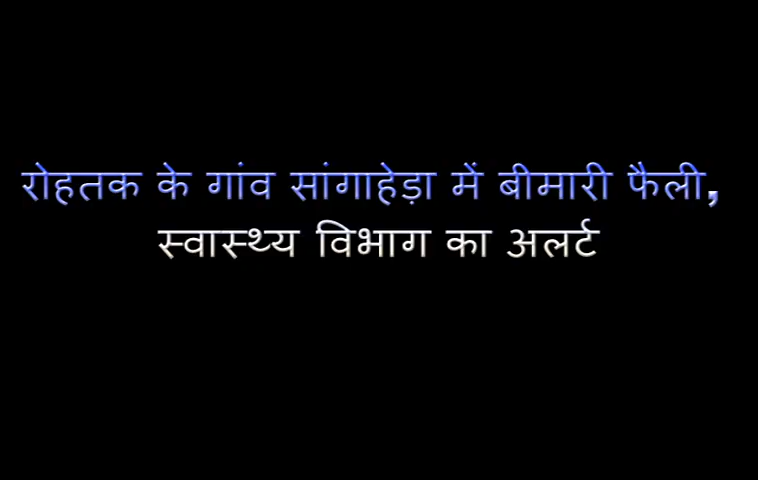 रोहतक के गांव सांगाहेड़ा में बीमारी फैली,
स्वास्थ्य विभाग का अलर्ट